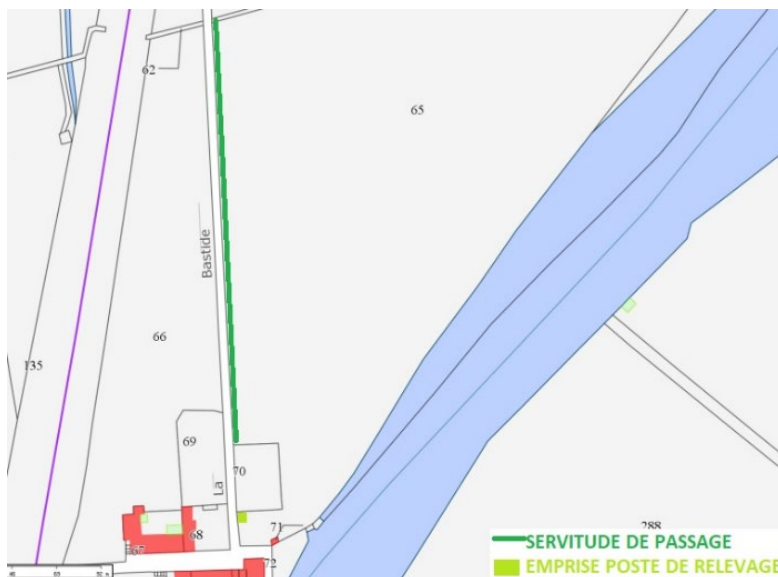 62
65
Bastide
66
135
69
70
La
71
68
67
72
288
SERVITUDE DE PASSAGE
EMPRISE POSTE DE RELEVAGE